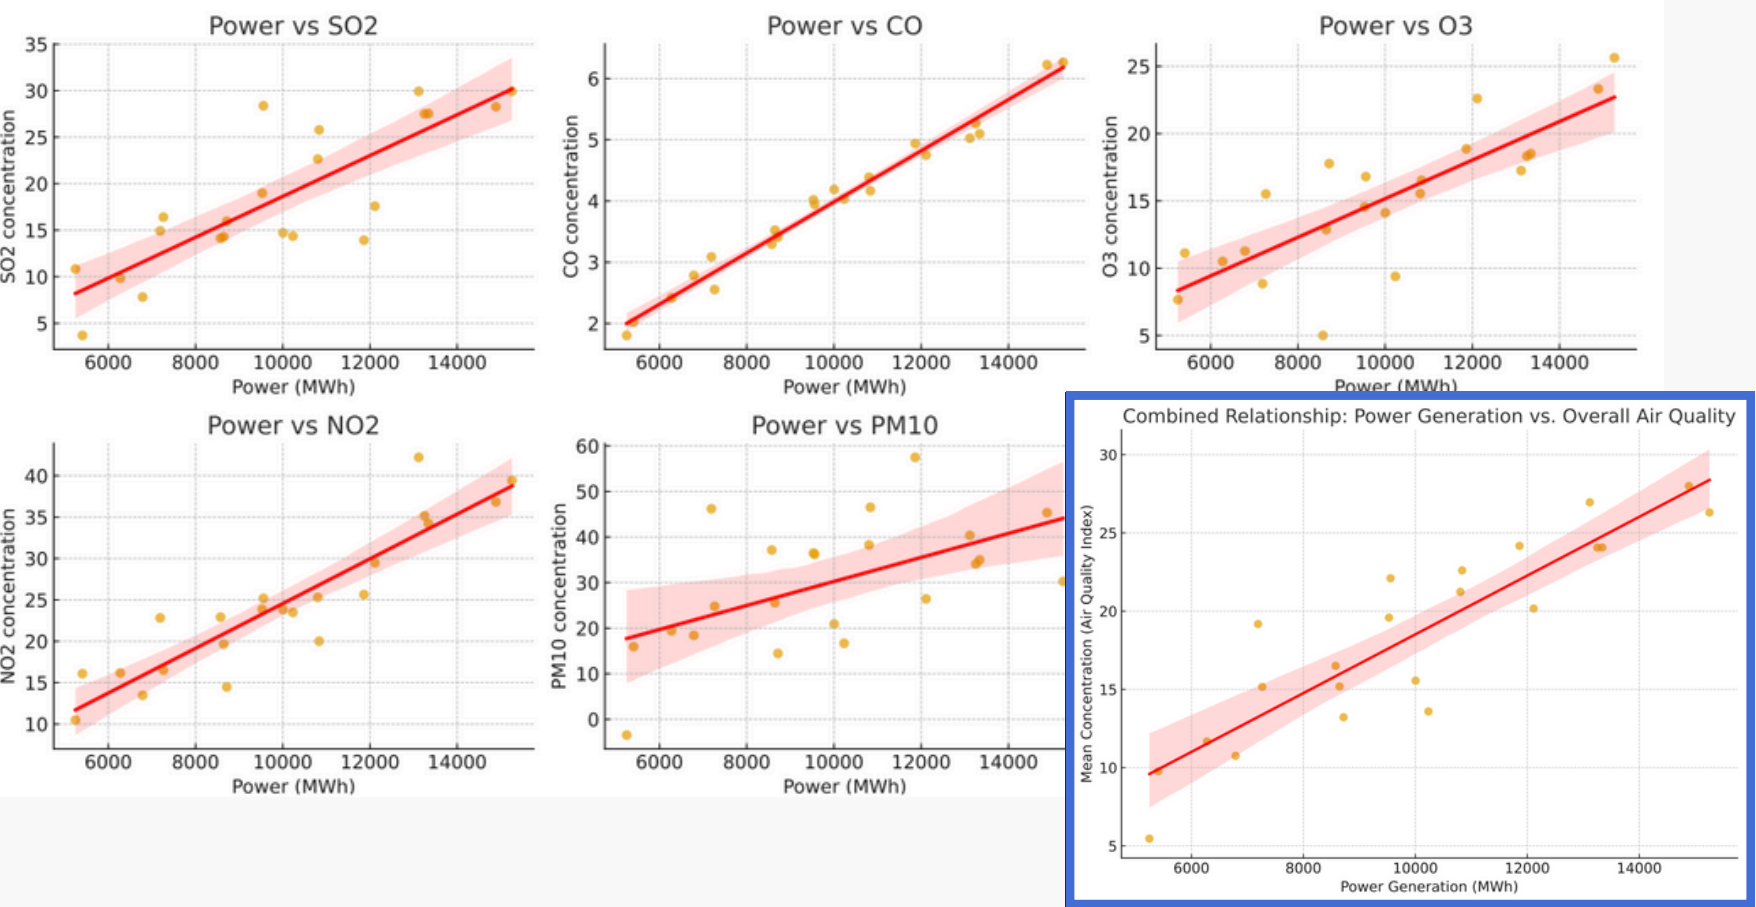 Power vs SO2
35
30
25
20
15
10
5
SO2 concentration
6000 8000 10000 12000 14000
Power (MWh)
Power vs CO
6
5
4
3
2
CO concentration
6000 8000 10000 12000 14000
Power (MWh)
Power vs O3
25
20
15
10
5
O3 concentration
6000 8000 10000 12000 14000
Power (MWh)
Power vs NO2
40
35
30
25
20
15
10
NO2 concentration
6000 8000 10000 12000 14000
Power (MWh)
Power vs PM10
60
50
40
30
20
10
0
PM10 concentration
6000 8000 10000 12000 14000
Power (MWh)
Combined Relationship: Power Generation vs. Overall Air Quality
30
25
20
15
10
5
Mean Concentration (Air Quality Index)
6000 8000 10000 12000 14000
Power Generation (MWh)